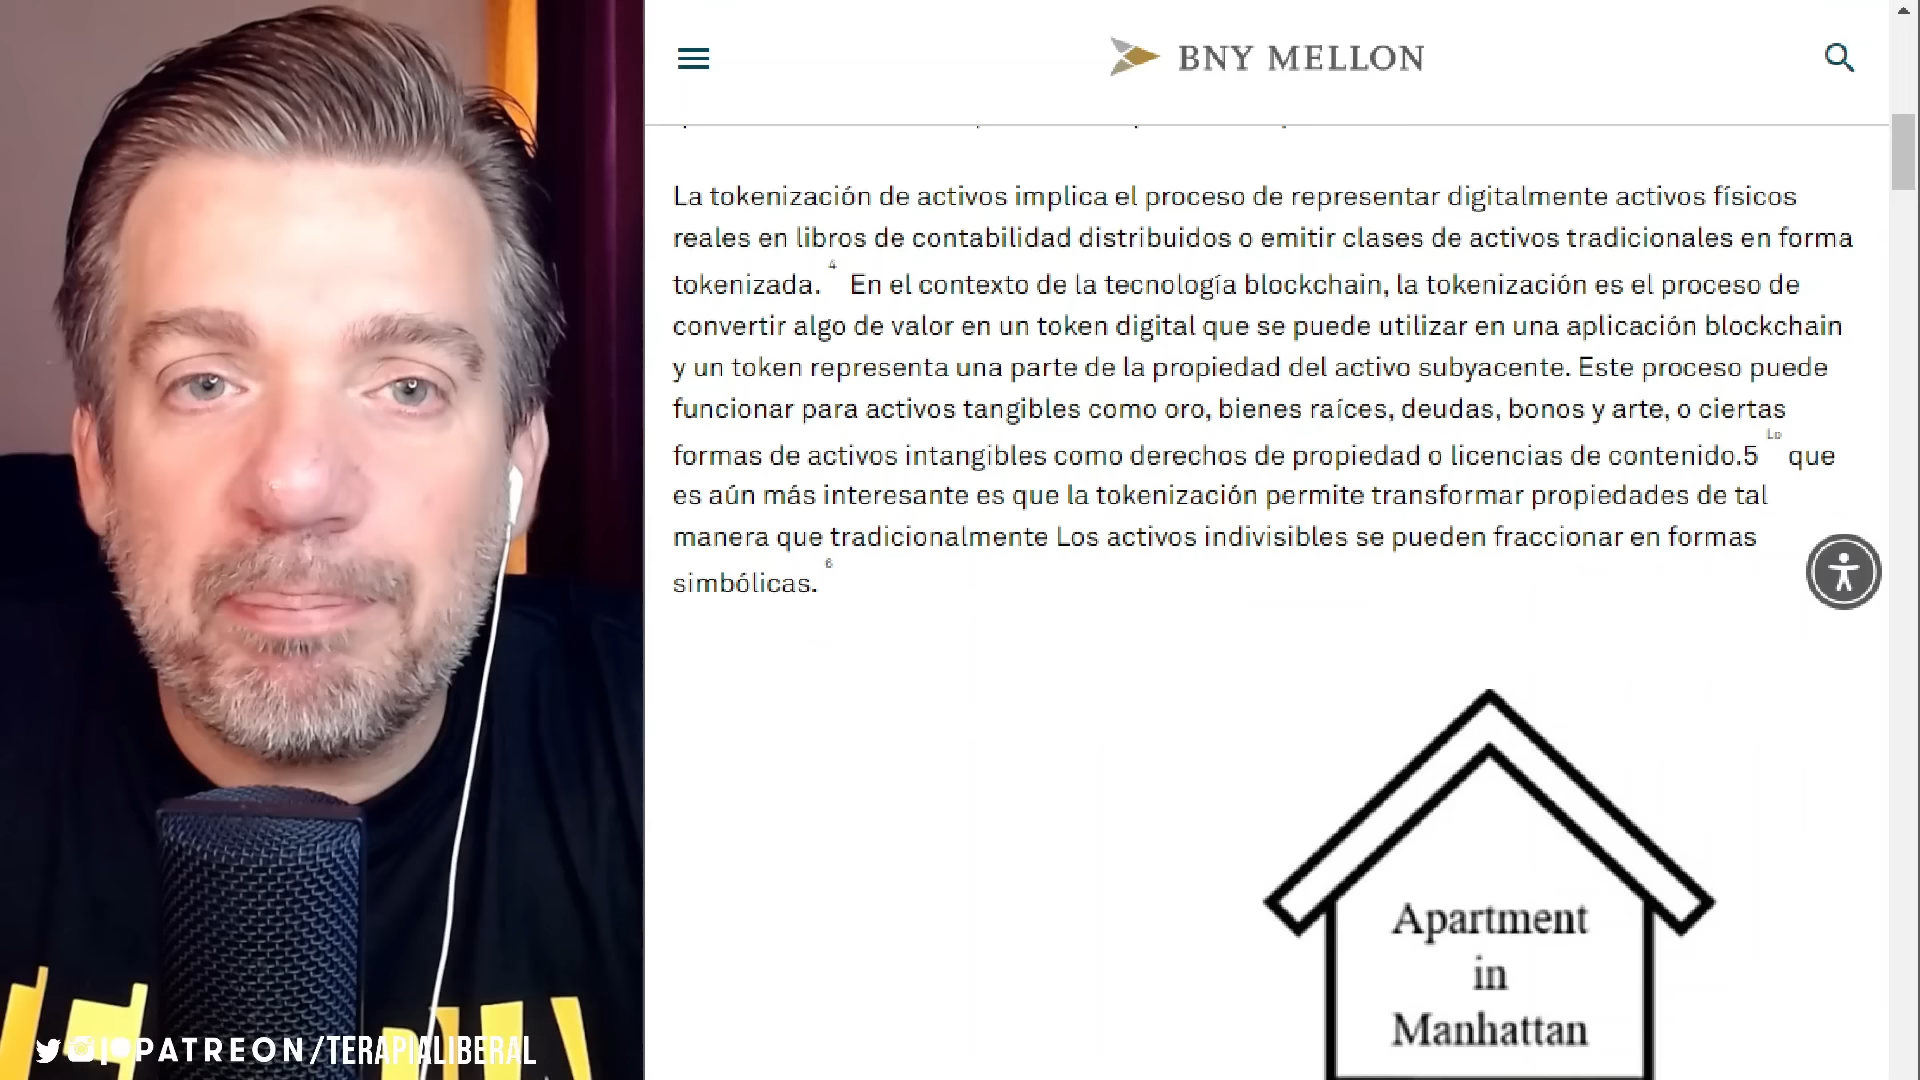 BNY MELLON
La tokenización de activos implica el proceso de representar digitalmente activos físicos
reales en libros de contabilidad distribuidos o emitir clases de activos tradicionales en forma
tokenizada. 4 En el contexto de la tecnología blockchain, la tokenización es el proceso de
convertir algo de valor en un token digital que se puede utilizar en una aplicación blockchain
y un token representa una parte de la propiedad del activo subyacente. Este proceso puede
funcionar para activos tangibles como oro, bienes raíces, deudas, bonos y arte, o ciertas
formas de activos intangibles como derechos de propiedad o licencias de contenido.5 Lo que
es aún más interesante es que la tokenización permite transformar propiedades de tal
manera que tradicionalmente Los activos indivisibles se pueden fraccionar en formas
simbólicas. 6
Apartment
in
Manhattan
PATREON/TERAPIALIBERAL